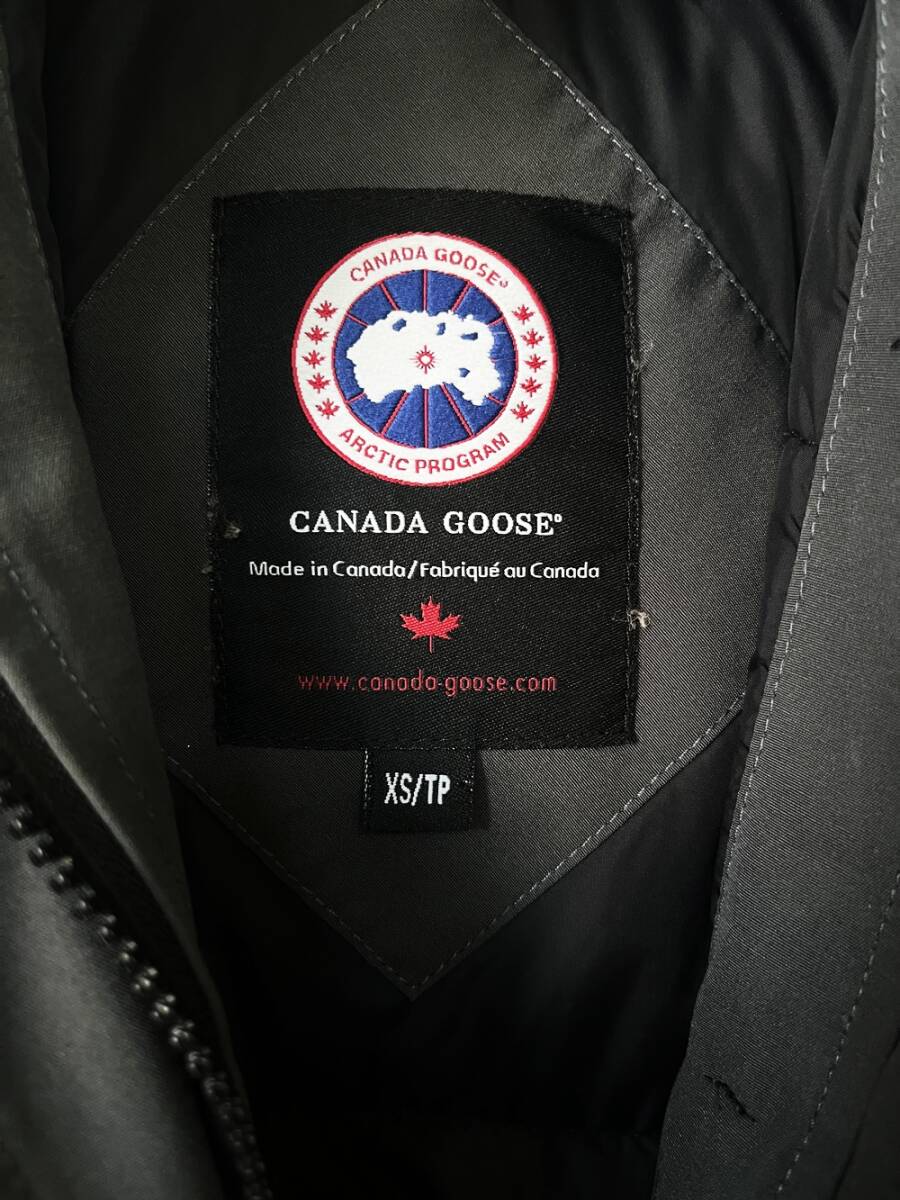 CANADA GOOSE®
ARCTIC PROGRAM
CANADA GOOSE®
Made in Canada/Fabriqué au Canada
www.canada-goose.com
XS/TP